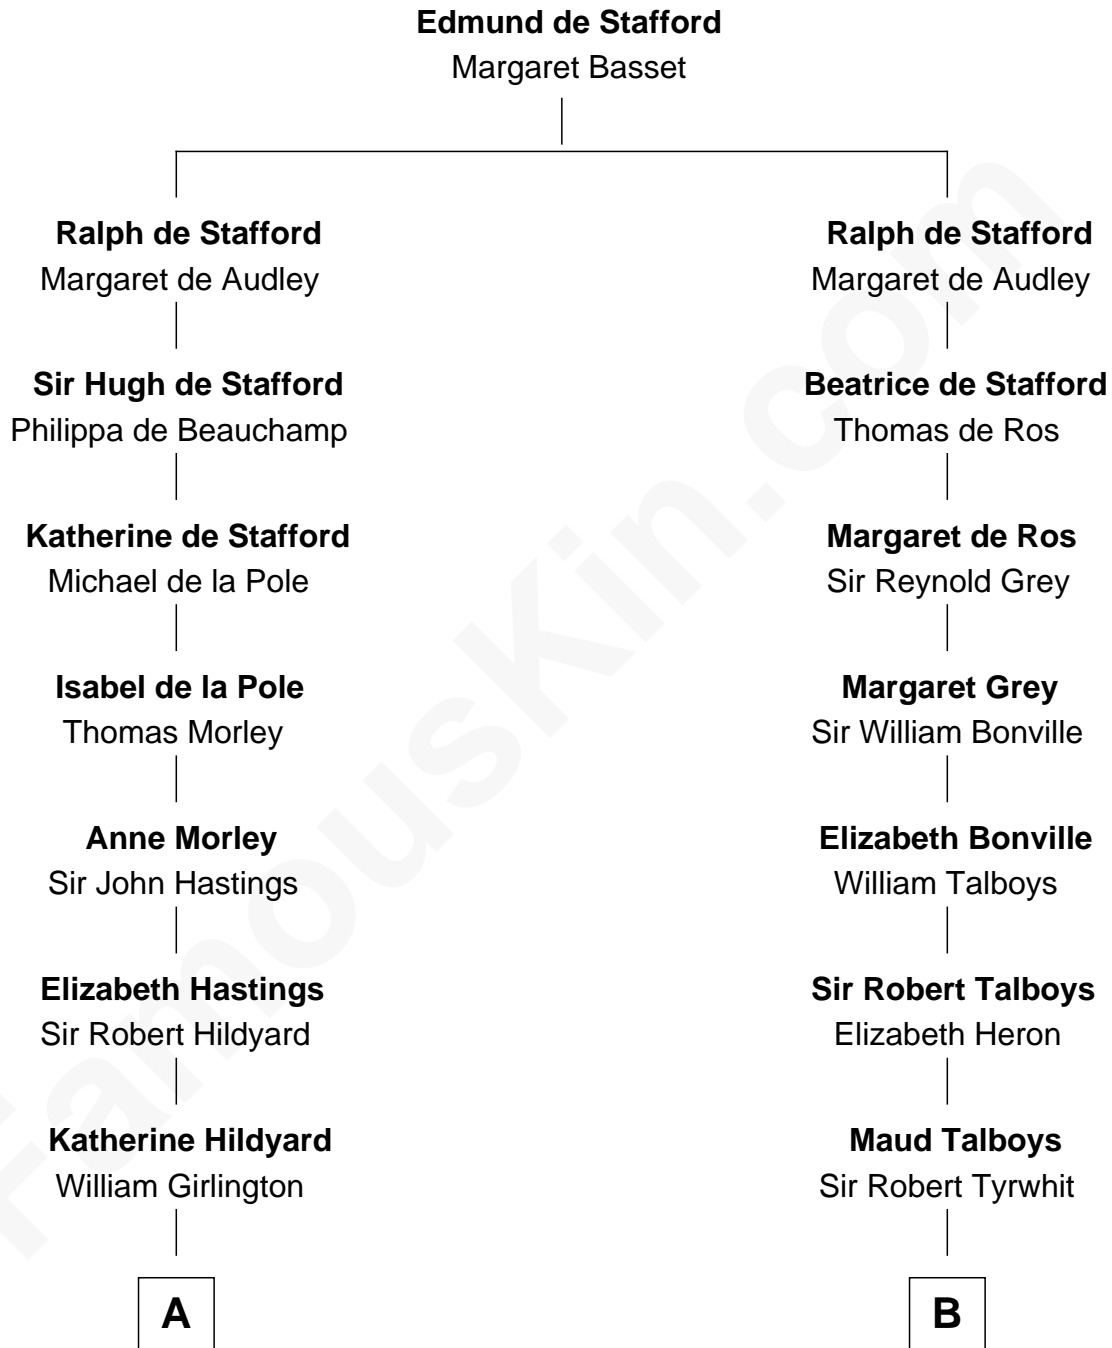 Edmund de Stafford
Margaret Basset
Ralph de Stafford
Margaret de Audley
Ralph de Stafford
Margaret de Audley
Sir Hugh de Stafford
Philippa de Beauchamp
Beatrice de Stafford
Thomas de Ros
Katherine de Stafford
Michael de la Pole
Margaret de Ros
Sir Reynold Grey
Isabel de la Pole
Thomas Morley
Margaret Grey
Sir William Bonville
Anne Morley
Sir John Hastings
Elizabeth Bonville
William Talboys
Elizabeth Hastings
Sir Robert Hildyard
Sir Robert Talboys
Elizabeth Heron
Katherine Hildyard
William Girlington
Maud Talboys
Sir Robert Tyrwhit
A
B
FamousKin.com